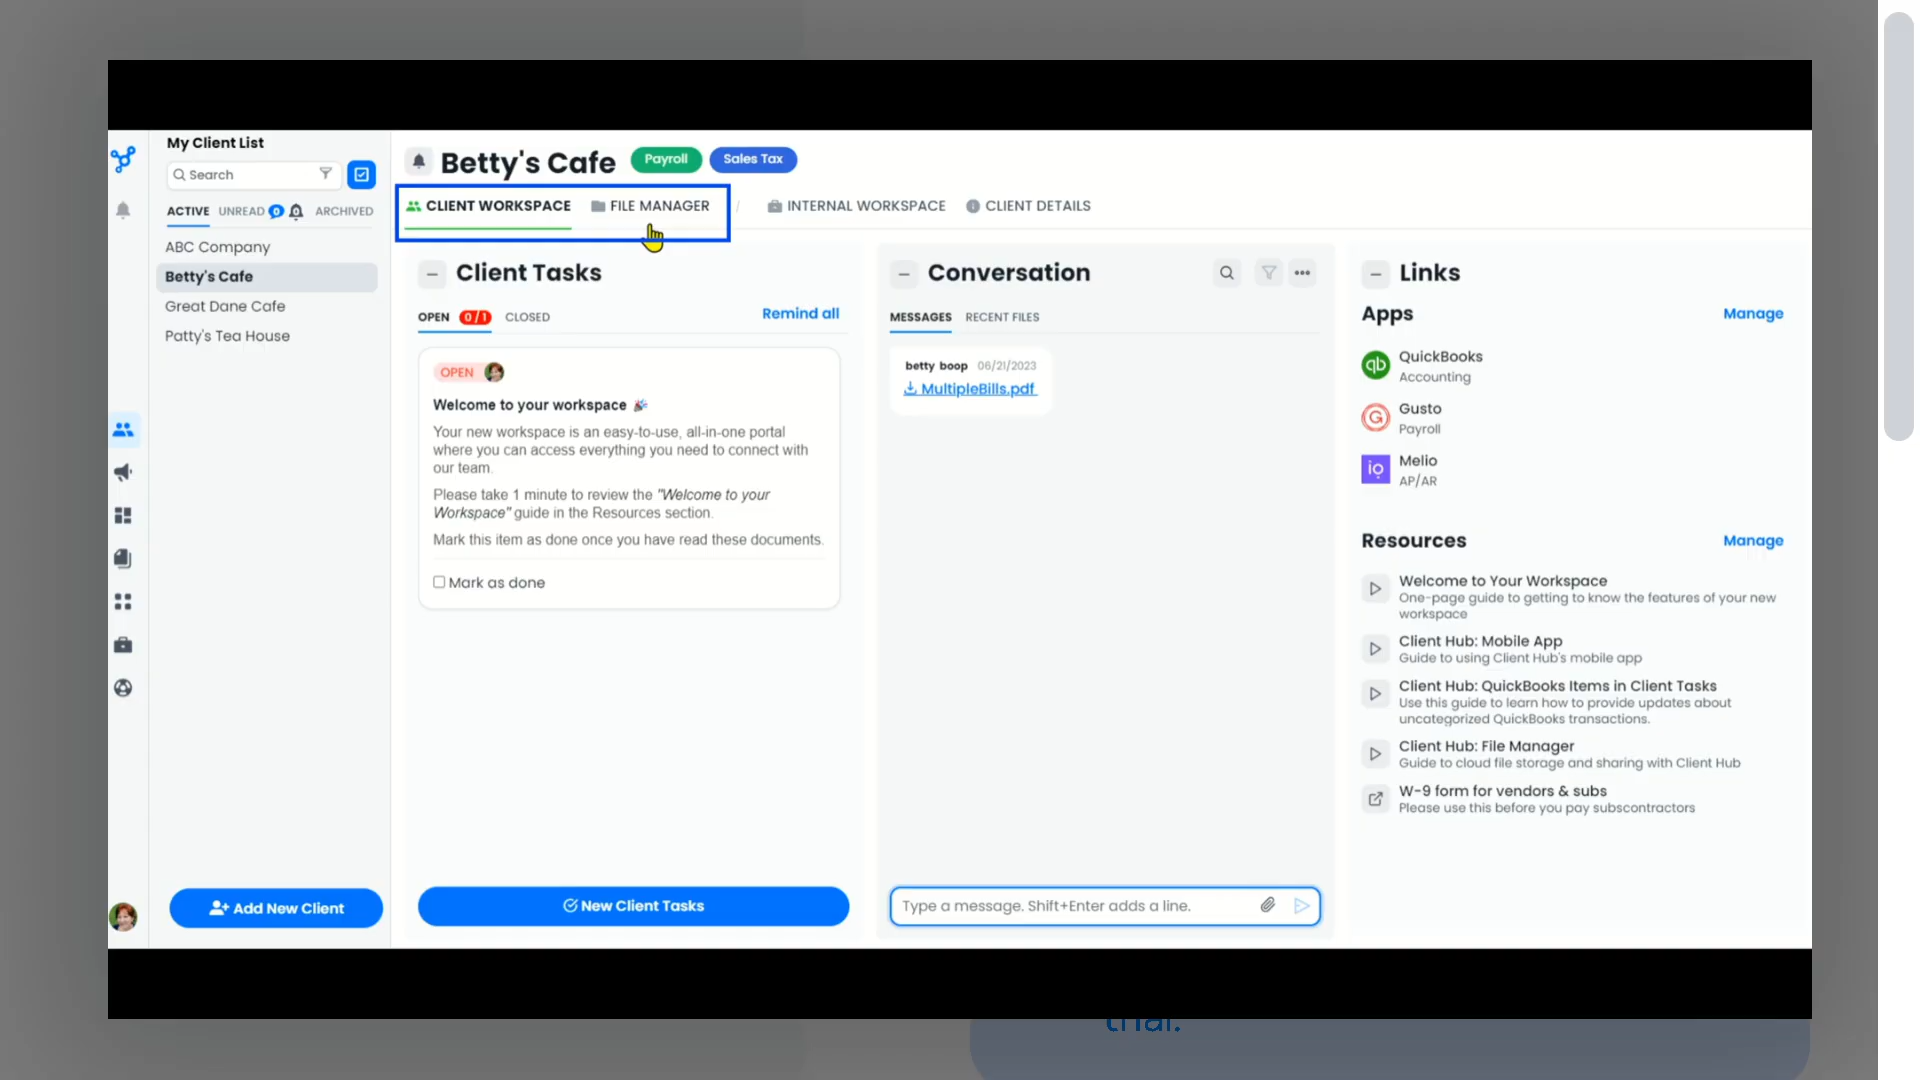 My Client List
Search
ACTIVE UNREAD 0 ARCHIVED
ABC Company
Betty's Cafe
Great Dane Cafe
Patty's Tea House
Add New Client
Betty's Cafe Payroll Sales Tax
CLIENT WORKSPACE FILE MANAGER / INTERNAL WORKSPACE CLIENT DETAILS
Client Tasks
OPEN 0/1 CLOSED Remind all
OPEN
Welcome to your workspace 🎉
Your new workspace is an easy-to-use, all-in-one portal
where you can access everything you need to connect with
our team.
Please take 1 minute to review the "Welcome to your
Workspace" guide in the Resources section.
Mark this item as done once you have read these documents.
Mark as done
New Client Tasks
Conversation
MESSAGES RECENT FILES
betty boop 06/21/2023
MultipleBills.pdf
Type a message. Shift+Enter adds a line.
Links
Apps Manage
qb QuickBooks
Accounting
G Gusto
Payroll
io Melio
AP/AR
Resources Manage
Welcome to Your Workspace
One-page guide to getting to know the features of your new
workspace
Client Hub: Mobile App
Guide to using Client Hub's mobile app
Client Hub: QuickBooks Items in Client Tasks
Use this guide to learn how to provide updates about
uncategorized QuickBooks transactions.
Client Hub: File Manager
Guide to cloud file storage and sharing with Client Hub
W-9 form for vendors & subs
Please use this before you pay subscontractors
trial.